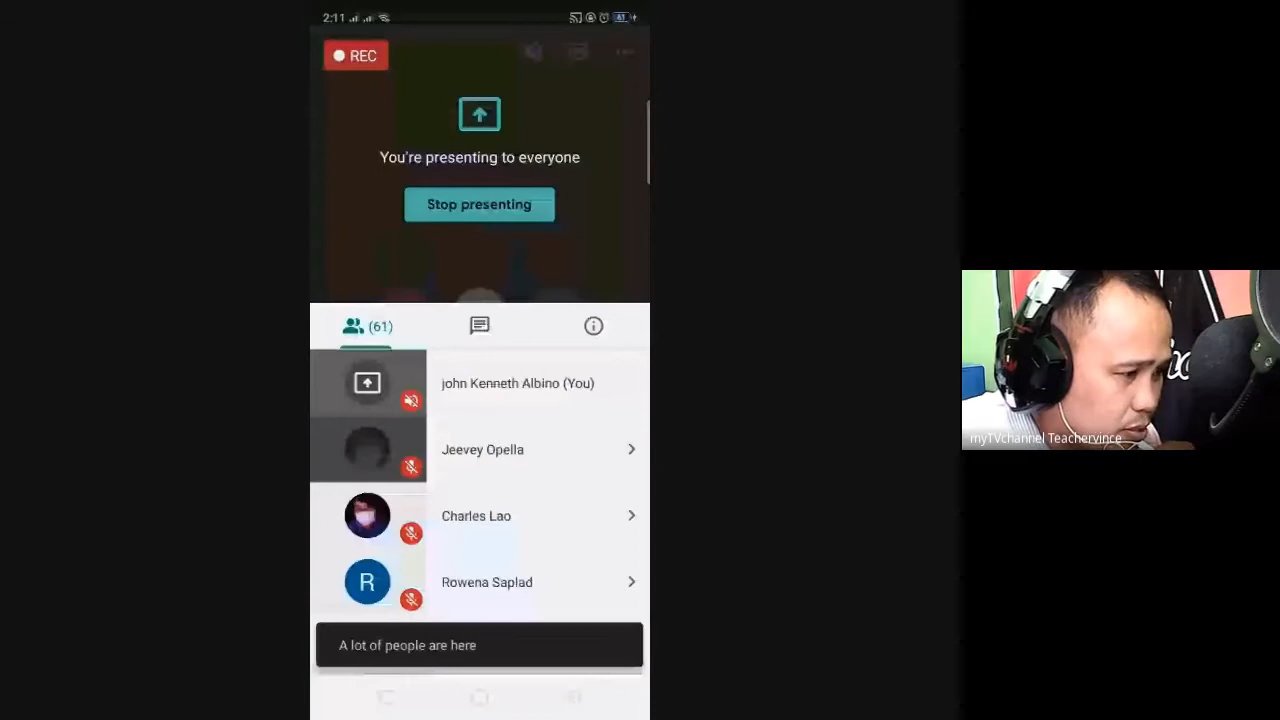 2:11
61
REC
You're presenting to everyone
Stop presenting
(61)
john Kenneth Albino (You)
Jeevey Opella
Charles Lao
R
Rowena Saplad
A lot of people are here
myTVchannel Teachervince